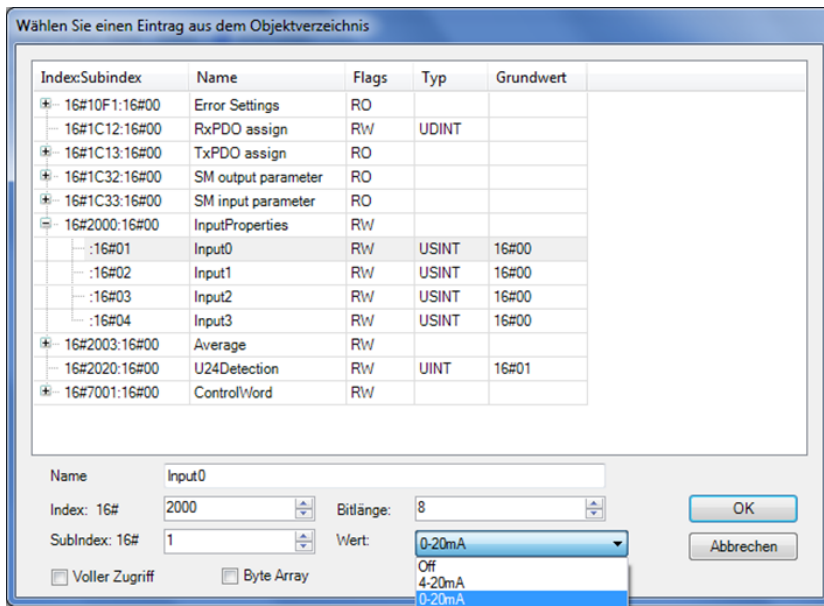 Wählen Sie einen Eintrag aus dem Objektverzeichnis
Index:Subindex Name Flags Typ Grundwert
16#10F1:16#00 Error Settings RO
16#1C12:16#00 RxPDO assign RW UDINT
16#1C13:16#00 TxPDO assign RO
16#1C32:16#00 SM output parameter RO
16#1C33:16#00 SM input parameter RO
16#2000:16#00 InputProperties RW
:16#01 Input0 RW USINT 16#00
:16#02 Input1 RW USINT 16#00
:16#03 Input2 RW USINT 16#00
:16#04 Input3 RW USINT 16#00
16#2003:16#00 Average RW
16#2020:16#00 U24Detection RW UINT 16#01
16#7001:16#00 ControlWord RW
Name Input0
Index: 16# 2000 Bitlänge: 8 OK
SubIndex: 16# 1 Wert: 0-20mA Abbrechen
Off
Voller Zugriff Byte Array 4-20mA
0-20mA